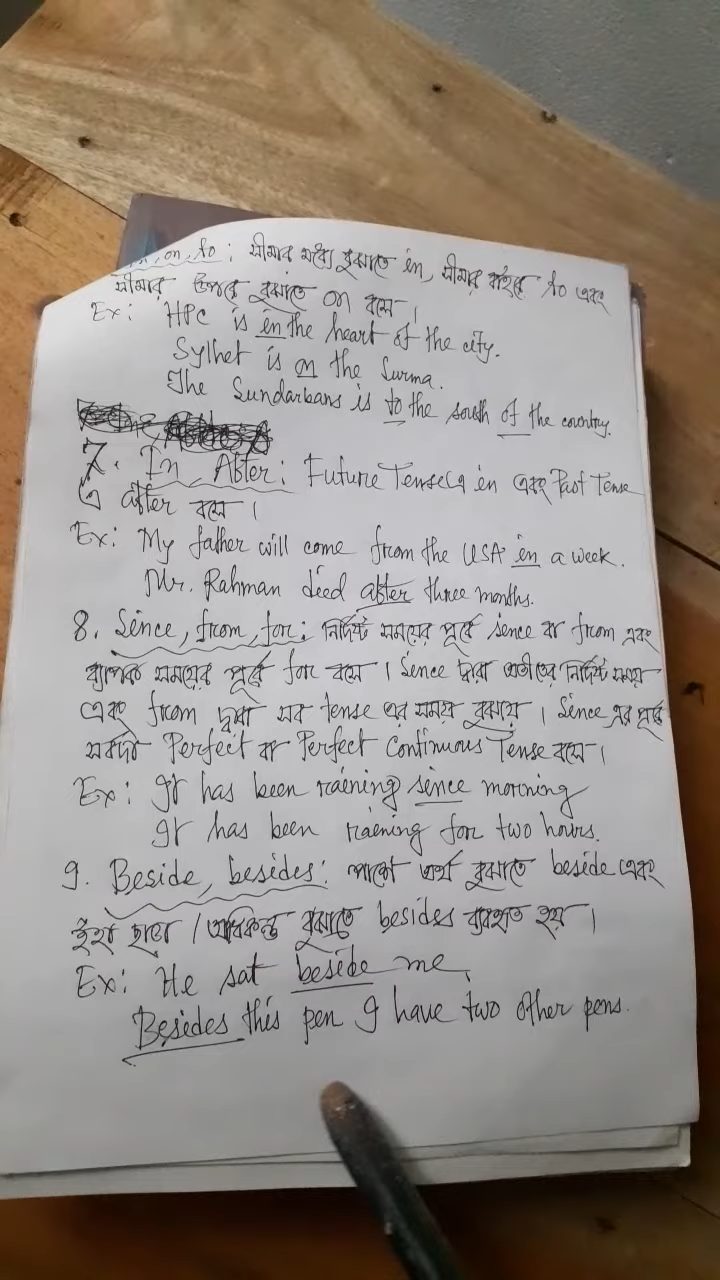 , on, to : সীমার মধ্যে বুঝাতে in, সীমার বাইরে to এবং
সীমার উপরে বুঝাতে on বসে।
Ex: HPC is in the heart of the city.
Sylhet is on the Surma.
The Sundarbans is to the south of the country.
7. In After: Future Tense এ in এবং Past Tense
এ after বসে।
Ex: My father will come from the USA in a week.
Mr. Rahman died after three months.
8. Since, from, for: নির্দিষ্ট সময়ের পূর্বে sence বা from এবং
ব্যাপক সময়ের পূর্বে for বসে। Sence দ্বারা অতীতের নির্দিষ্ট সময়
এবং from দ্বারা সব tense এর সময় বুঝায়। Since এর পূর্বে
সর্বদা Perfect বা Perfect Continuous Tense বসে।
Ex: It has been raening since morning
It has been raening for two hours.
9. Beside, besides: পাশে অর্থ বুঝাতে beside এবং
ইহা ছাড়া / অধিকন্তু বুঝাতে besides ব্যবহৃত হয়।
Ex: He sat beside me,
Besides this pen I have two other pens.